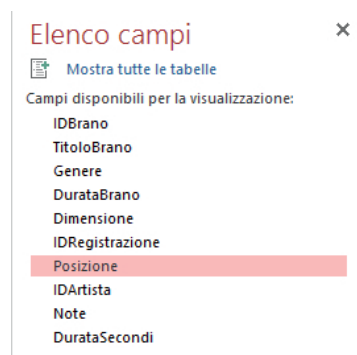 Elenco campi
Mostra tutte le tabelle
Campi disponibili per la visualizzazione:
IDBrano
TitoloBrano
Genere
DurataBrano
Dimensione
IDRegistrazione
Posizione
IDArtista
Note
DurataSecondi